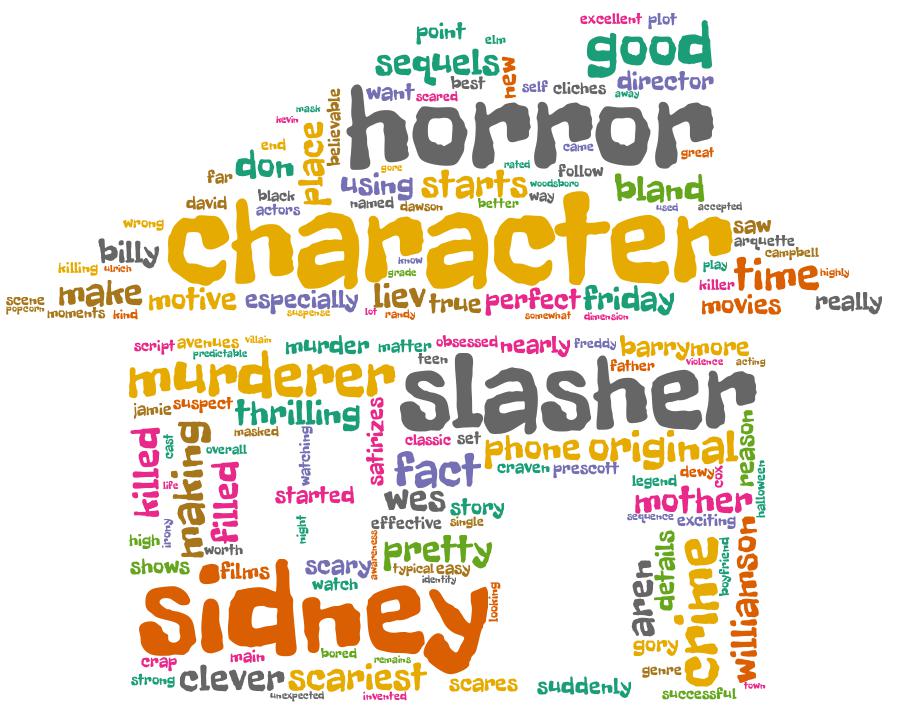 excellent plot
point elm good
sequels new
best self cliches director
want scared away
mask believable horror
kevin came great
end place gore rated
don follow
far using starts woodsboro bland
black named dawson better way used accepted
david actors
wrong character saw
billy know arquette
killing ulrich grade play time campbell
highly
scene make motive especially liev true perfect friday killer movies really
popcorn moments kind suspense lot randy somewhat dimension
script avenues villain murder matter obsessed nearly freddy barrymore
predictable teen father violence acting
murderer slasher
jamie suspect thrilling satirizes
masked classic set
killed cast making overall watching phone original reason
filled fact craven prescott dewy cox
life started legend halloween
wes story mother
irony night effective single sequence exciting
high worth awareness pretty
shows films scary typical easy
watch identity
sidney looking
aren details crime boyfriend williamson
crap main bored remains gory
strong clever scariest scares suddenly genre
unexpected invented successful town